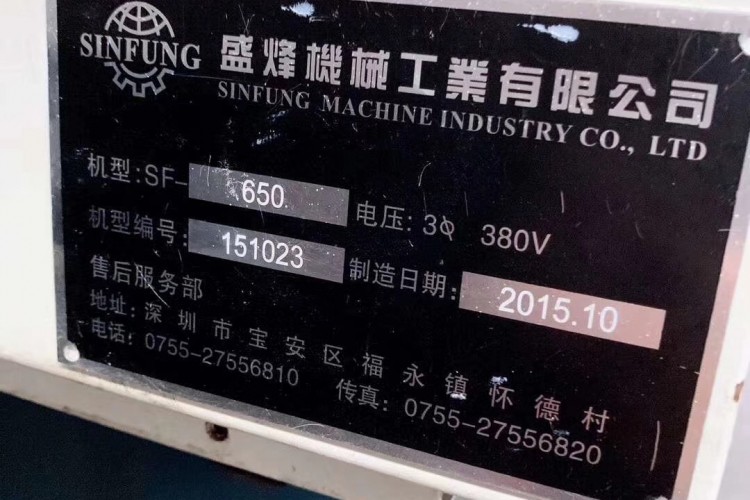 SINFUNG 盛烽機械工業有限公司
SINFUNG MACHINE INDUSTRY CO., LTD
机型:SF- 650 电压:3φ 380V
机型编号: 151023 制造日期: 2015.10
售后服务部
地址: 深圳市宝安区福永镇怀德村
电话: 0755-27556810 传真: 0755-27556820